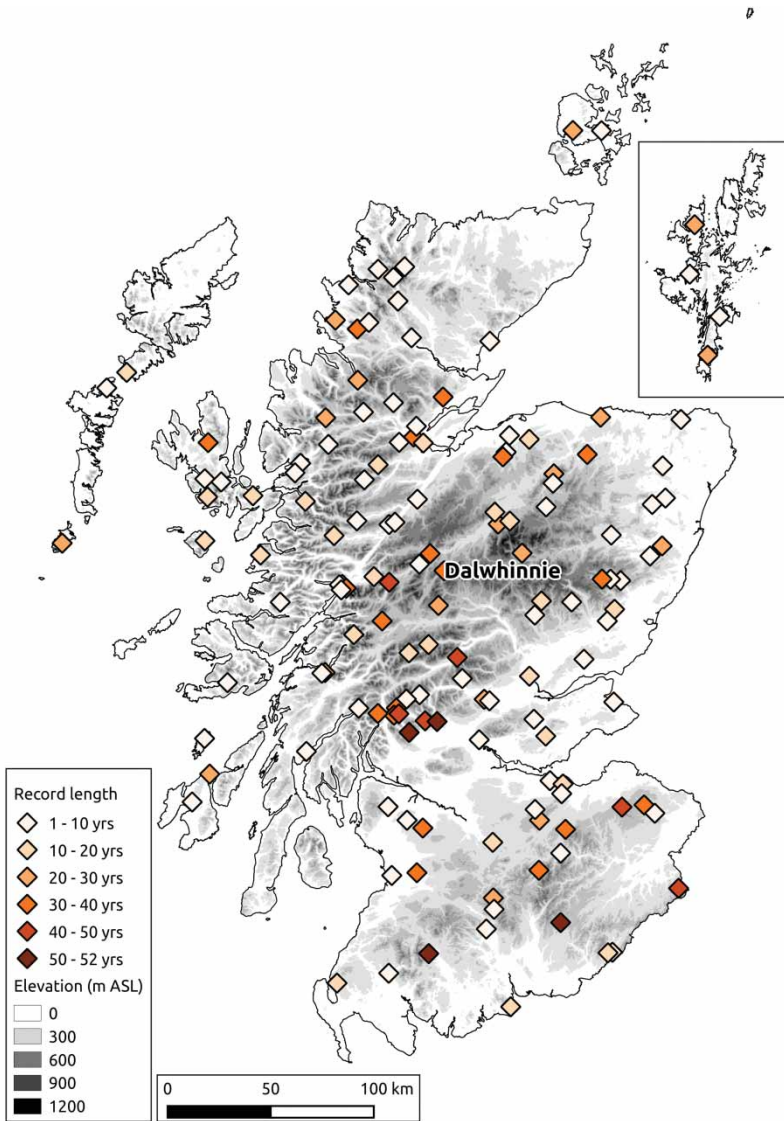 Dalwhinnie
Record length
1 - 10 yrs
10 - 20 yrs
20 - 30 yrs
30 - 40 yrs
40 - 50 yrs
50 - 52 yrs
Elevation (m ASL)
0
300
600
900
1200
0 50 100 km